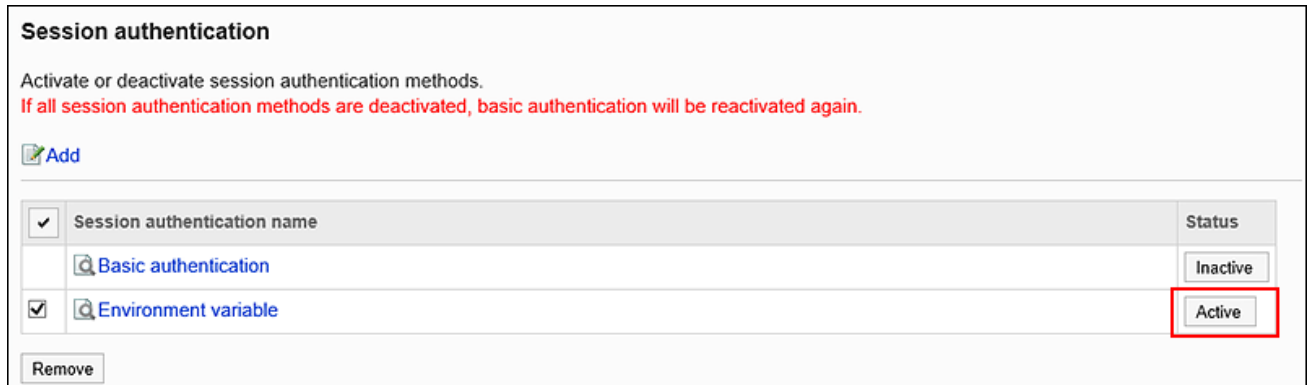 Session authentication
Activate or deactivate session authentication methods.
If all session authentication methods are deactivated, basic authentication will be reactivated again.
Add
Session authentication name Status
Basic authentication Inactive
Environment variable Active
Remove